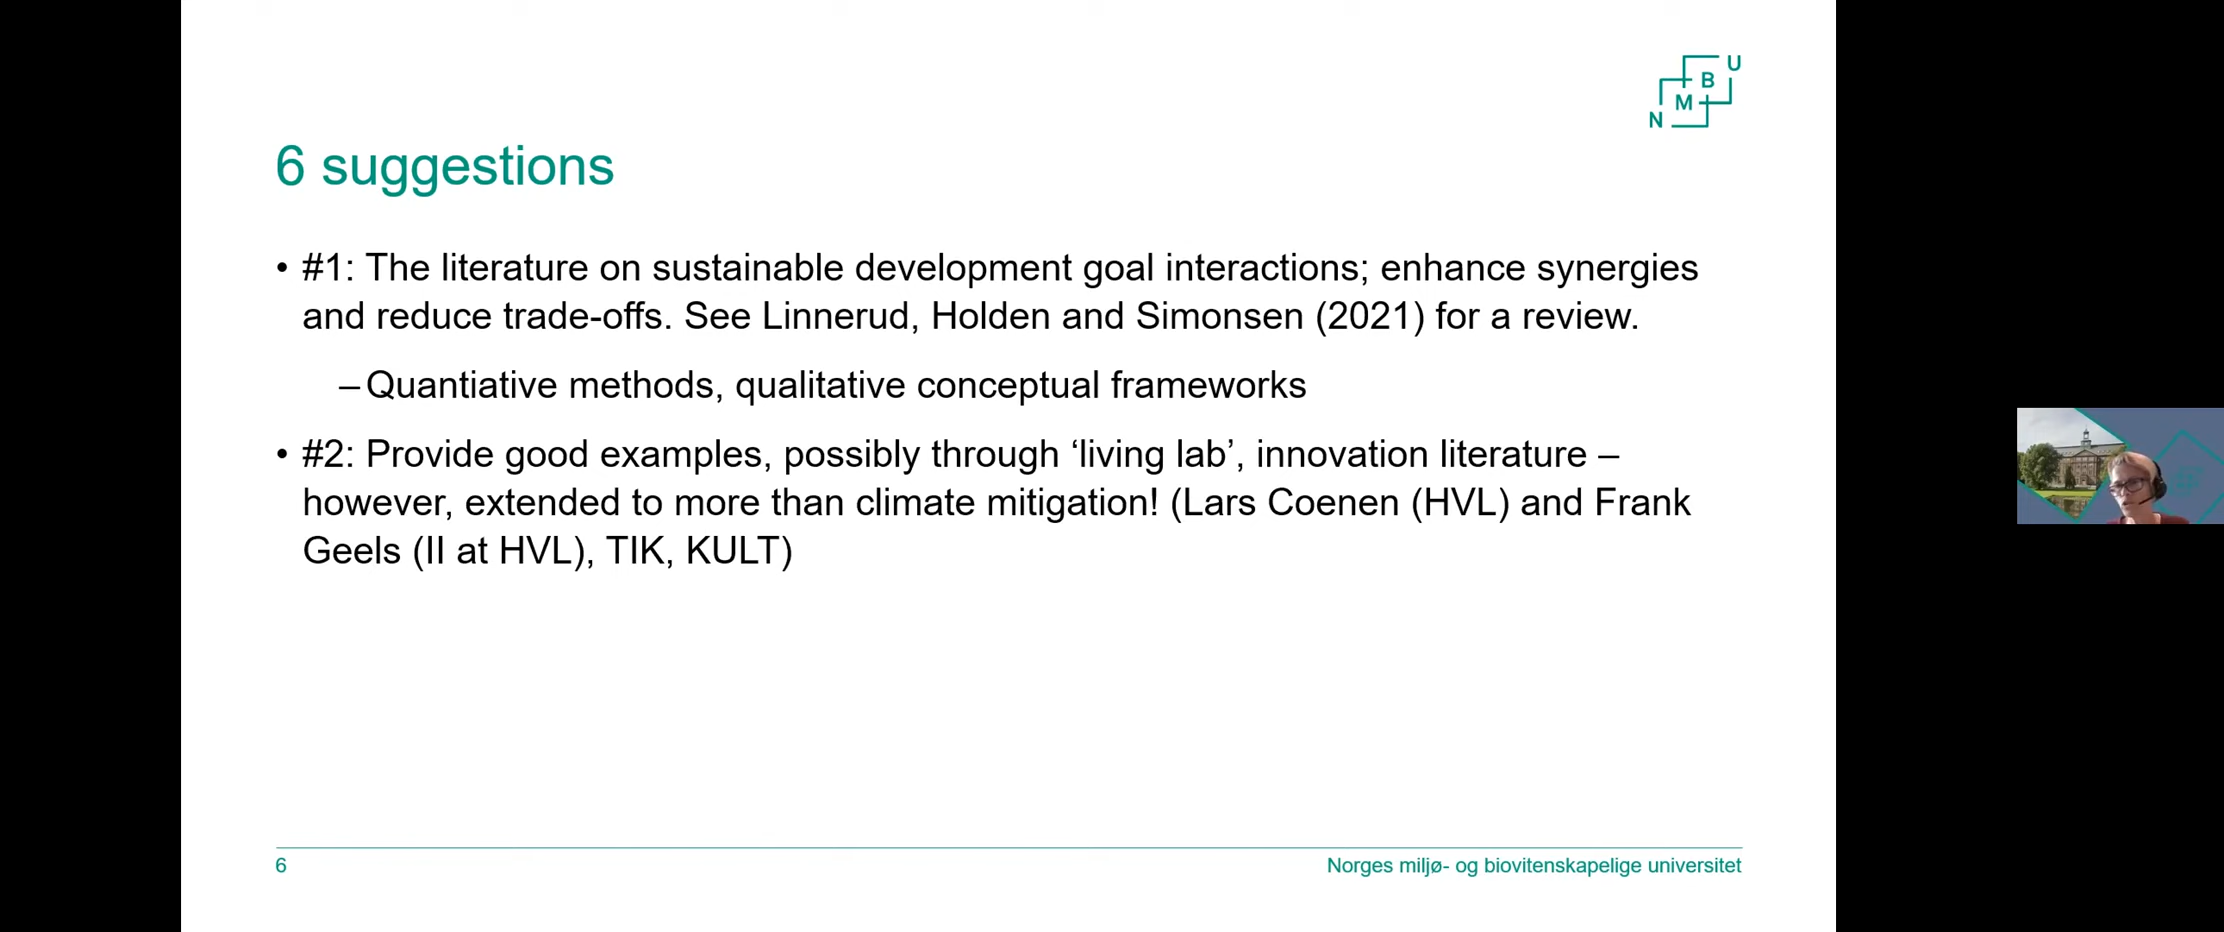 N M B U
6 suggestions
• #1: The literature on sustainable development goal interactions; enhance synergies
and reduce trade-offs. See Linnerud, Holden and Simonsen (2021) for a review.
– Quantiative methods, qualitative conceptual frameworks
• #2: Provide good examples, possibly through ‘living lab’, innovation literature –
however, extended to more than climate mitigation! (Lars Coenen (HVL) and Frank
Geels (II at HVL), TIK, KULT)
6
Norges miljø- og biovitenskapelige universitet